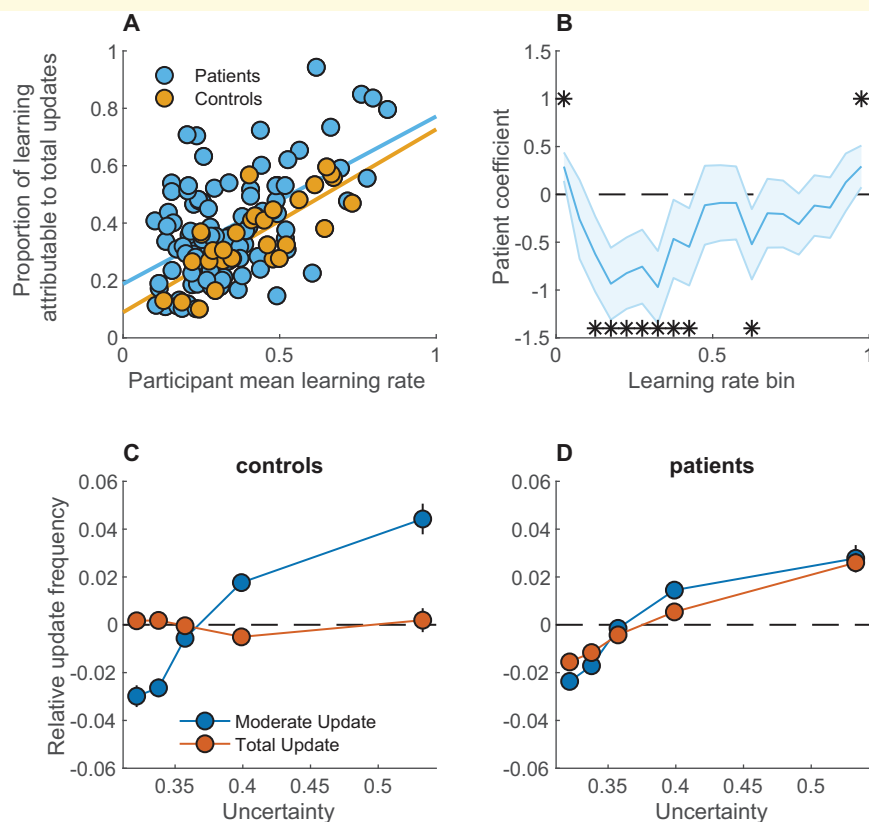 A
Proportion of learning
attributable to total updates
1
0.8
0.6
0.4
0.2
0
Patients
Controls
0
0.5
1
Participant mean learning rate
B
Patient coefficient
1.5
1
0.5
0
-0.5
-1
-1.5
0
0.5
1
Learning rate bin
C
controls
Relative update frequency
0.06
0.04
0.02
0
-0.02
-0.04
-0.06
Moderate Update
Total Update
0.35
0.4
0.45
0.5
Uncertainty
D
patients
0.06
0.04
0.02
0
-0.02
-0.04
-0.06
0.35
0.4
0.45
0.5
Uncertainty